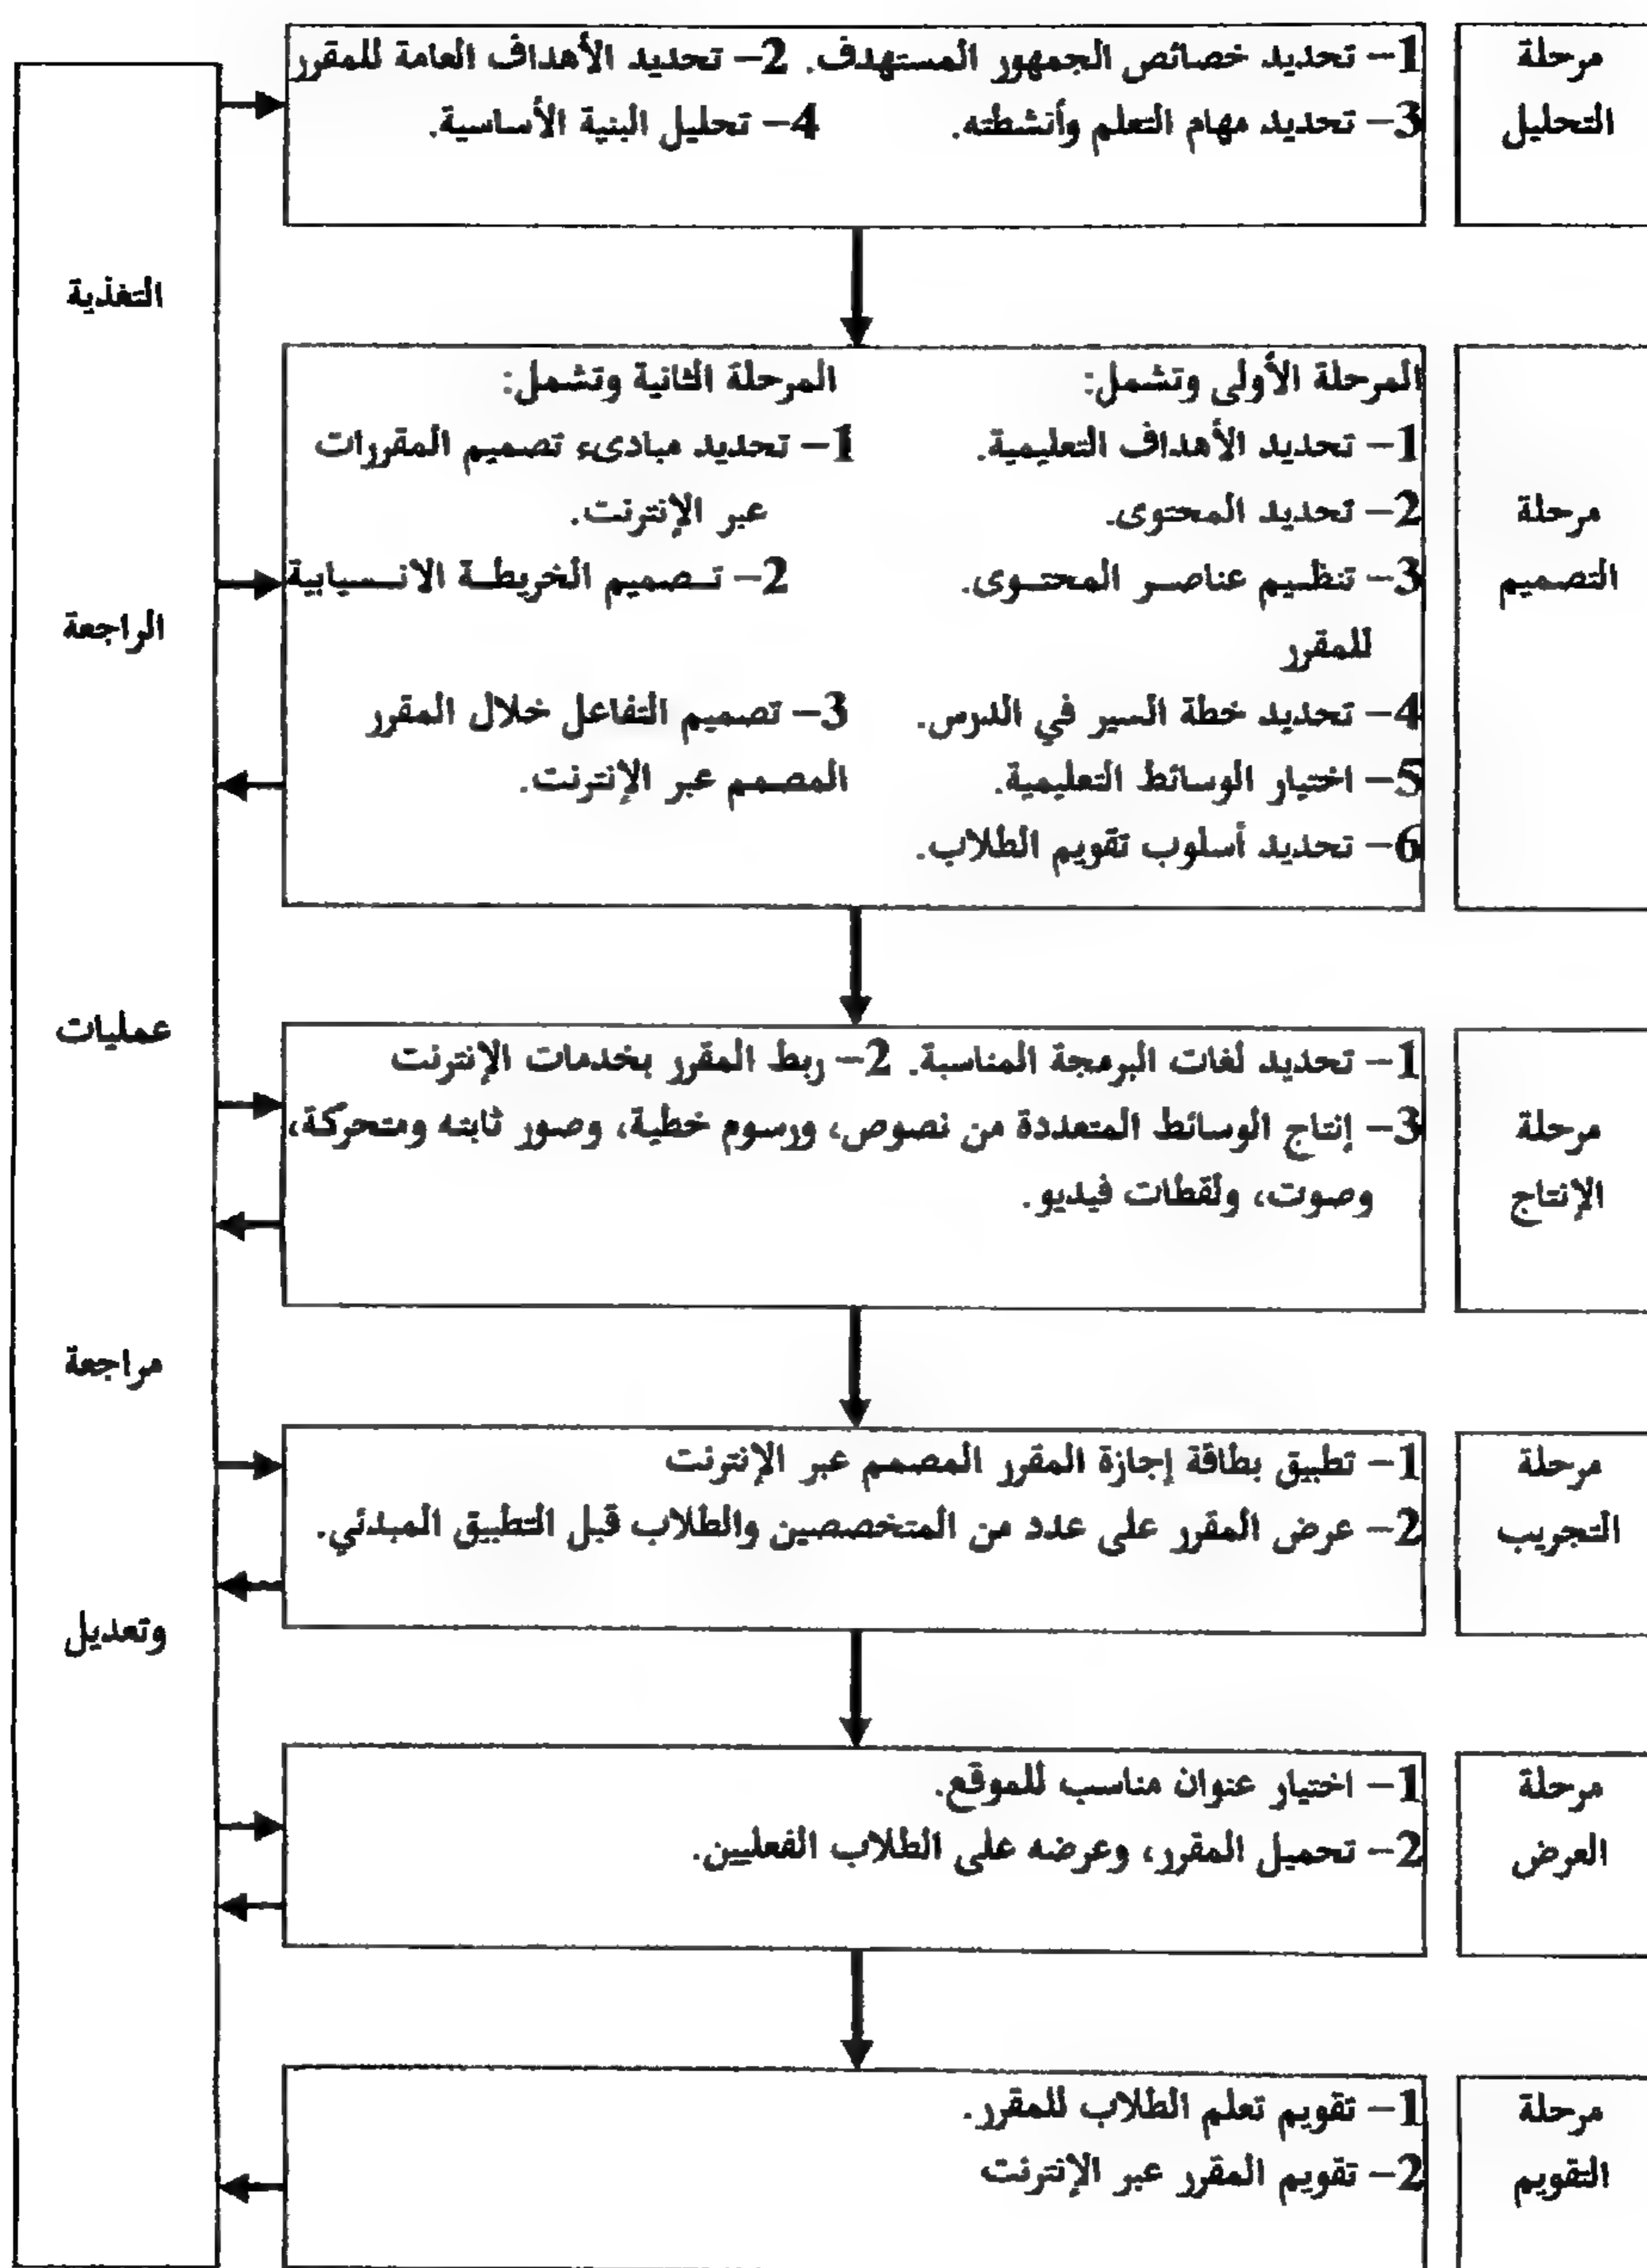 مرحلة
التحليل
1– تحديد خصائص الجمهور المستهدف. 2– تحديد الأهداف العامة للمقرر
3– تحديد مهام التعلم وأنشطته. 4– تحليل البنية الأساسية.
مرحلة
التصميم
المرحلة الأولى وتشمل:
1– تحديد الأهداف التعليمية.
2– تحديد المحتوى.
3– تنظيم عناصر المحتوى.
للمقرر
4– تحديد خطة السير في الدرس.
5– اختيار الوسائط التعليمية.
6– تحديد أسلوب تقويم الطلاب.
المرحلة الثانية وتشمل:
1– تحديد مبادىء تصميم المقررات
عبر الإنترنت.
2– تصميم الخريطة الانسيابية
3– تصميم التفاعل خلال المقرر
المصمم عبر الإنترنت.
مرحلة
الإنتاج
1– تحديد لغات البرمجة المناسبة. 2– ربط المقرر بخدمات الإنترنت
3– إنتاج الوسائط المتعددة من نصوص، ورسوم خطية، وصور ثابته ومتحركة،
وصوت، ولقطات فيديو.
مرحلة
التجريب
1– تطبيق بطاقة إجازة المقرر المصمم عبر الإنترنت
2– عرض المقرر على عدد من المتخصصين والطلاب قبل التطبيق المبدئي.
مرحلة
العرض
1– اختيار عنوان مناسب للموقع.
2– تحميل المقرر، وعرضه على الطلاب الفعليين.
مرحلة
التقويم
1– تقويم تعلم الطلاب للمقرر.
2– تقويم المقرر عبر الإنترنت
التغذية
الراجعة
عمليات
مراجعة
وتعديل